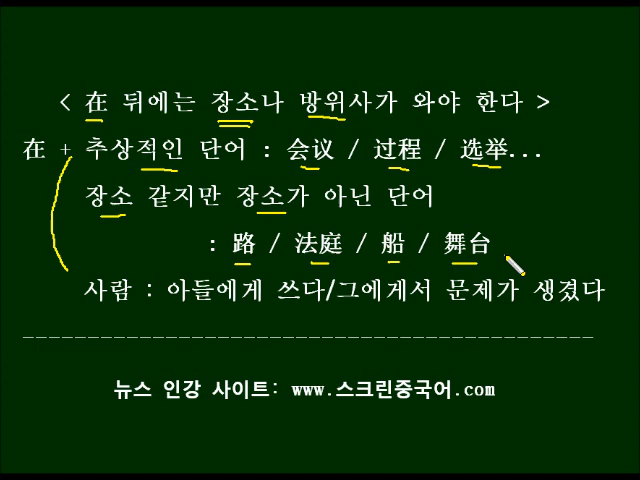 < 在 뒤에는 장소나 방위사가 와야 한다 >
在 + 추상적인 단어 : 会议 / 过程 / 选举...
장소 같지만 장소가 아닌 단어
: 路 / 法庭 / 船 / 舞台
사람 : 아들에게 쓰다/그에게서 문제가 생겼다
뉴스 인강 사이트: www.스크린중국어.com